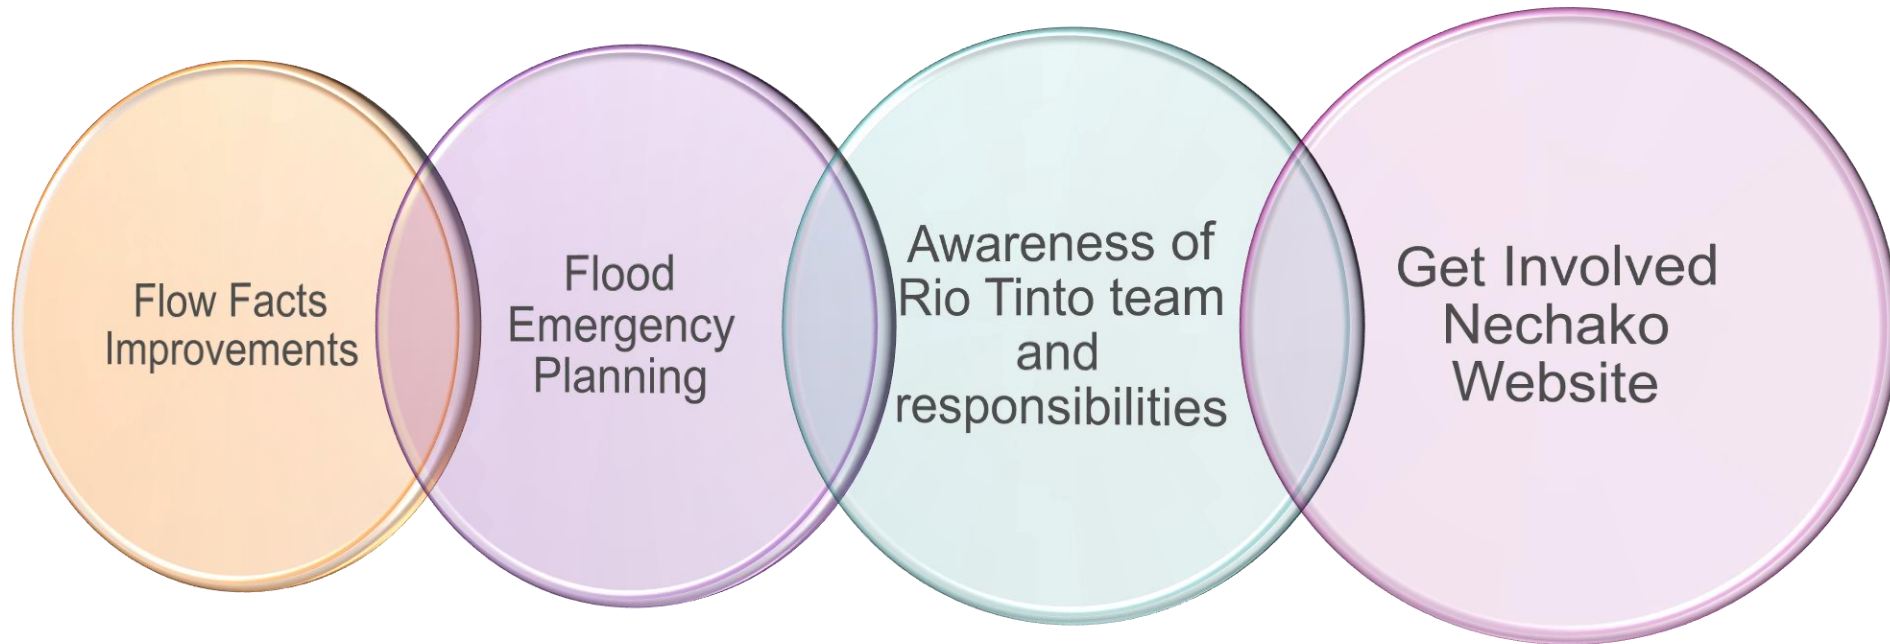 Flow Facts
Improvements
Flood
Emergency
Planning
Awareness of
Rio Tinto team
and
responsibilities
Get Involved
Nechako
Website